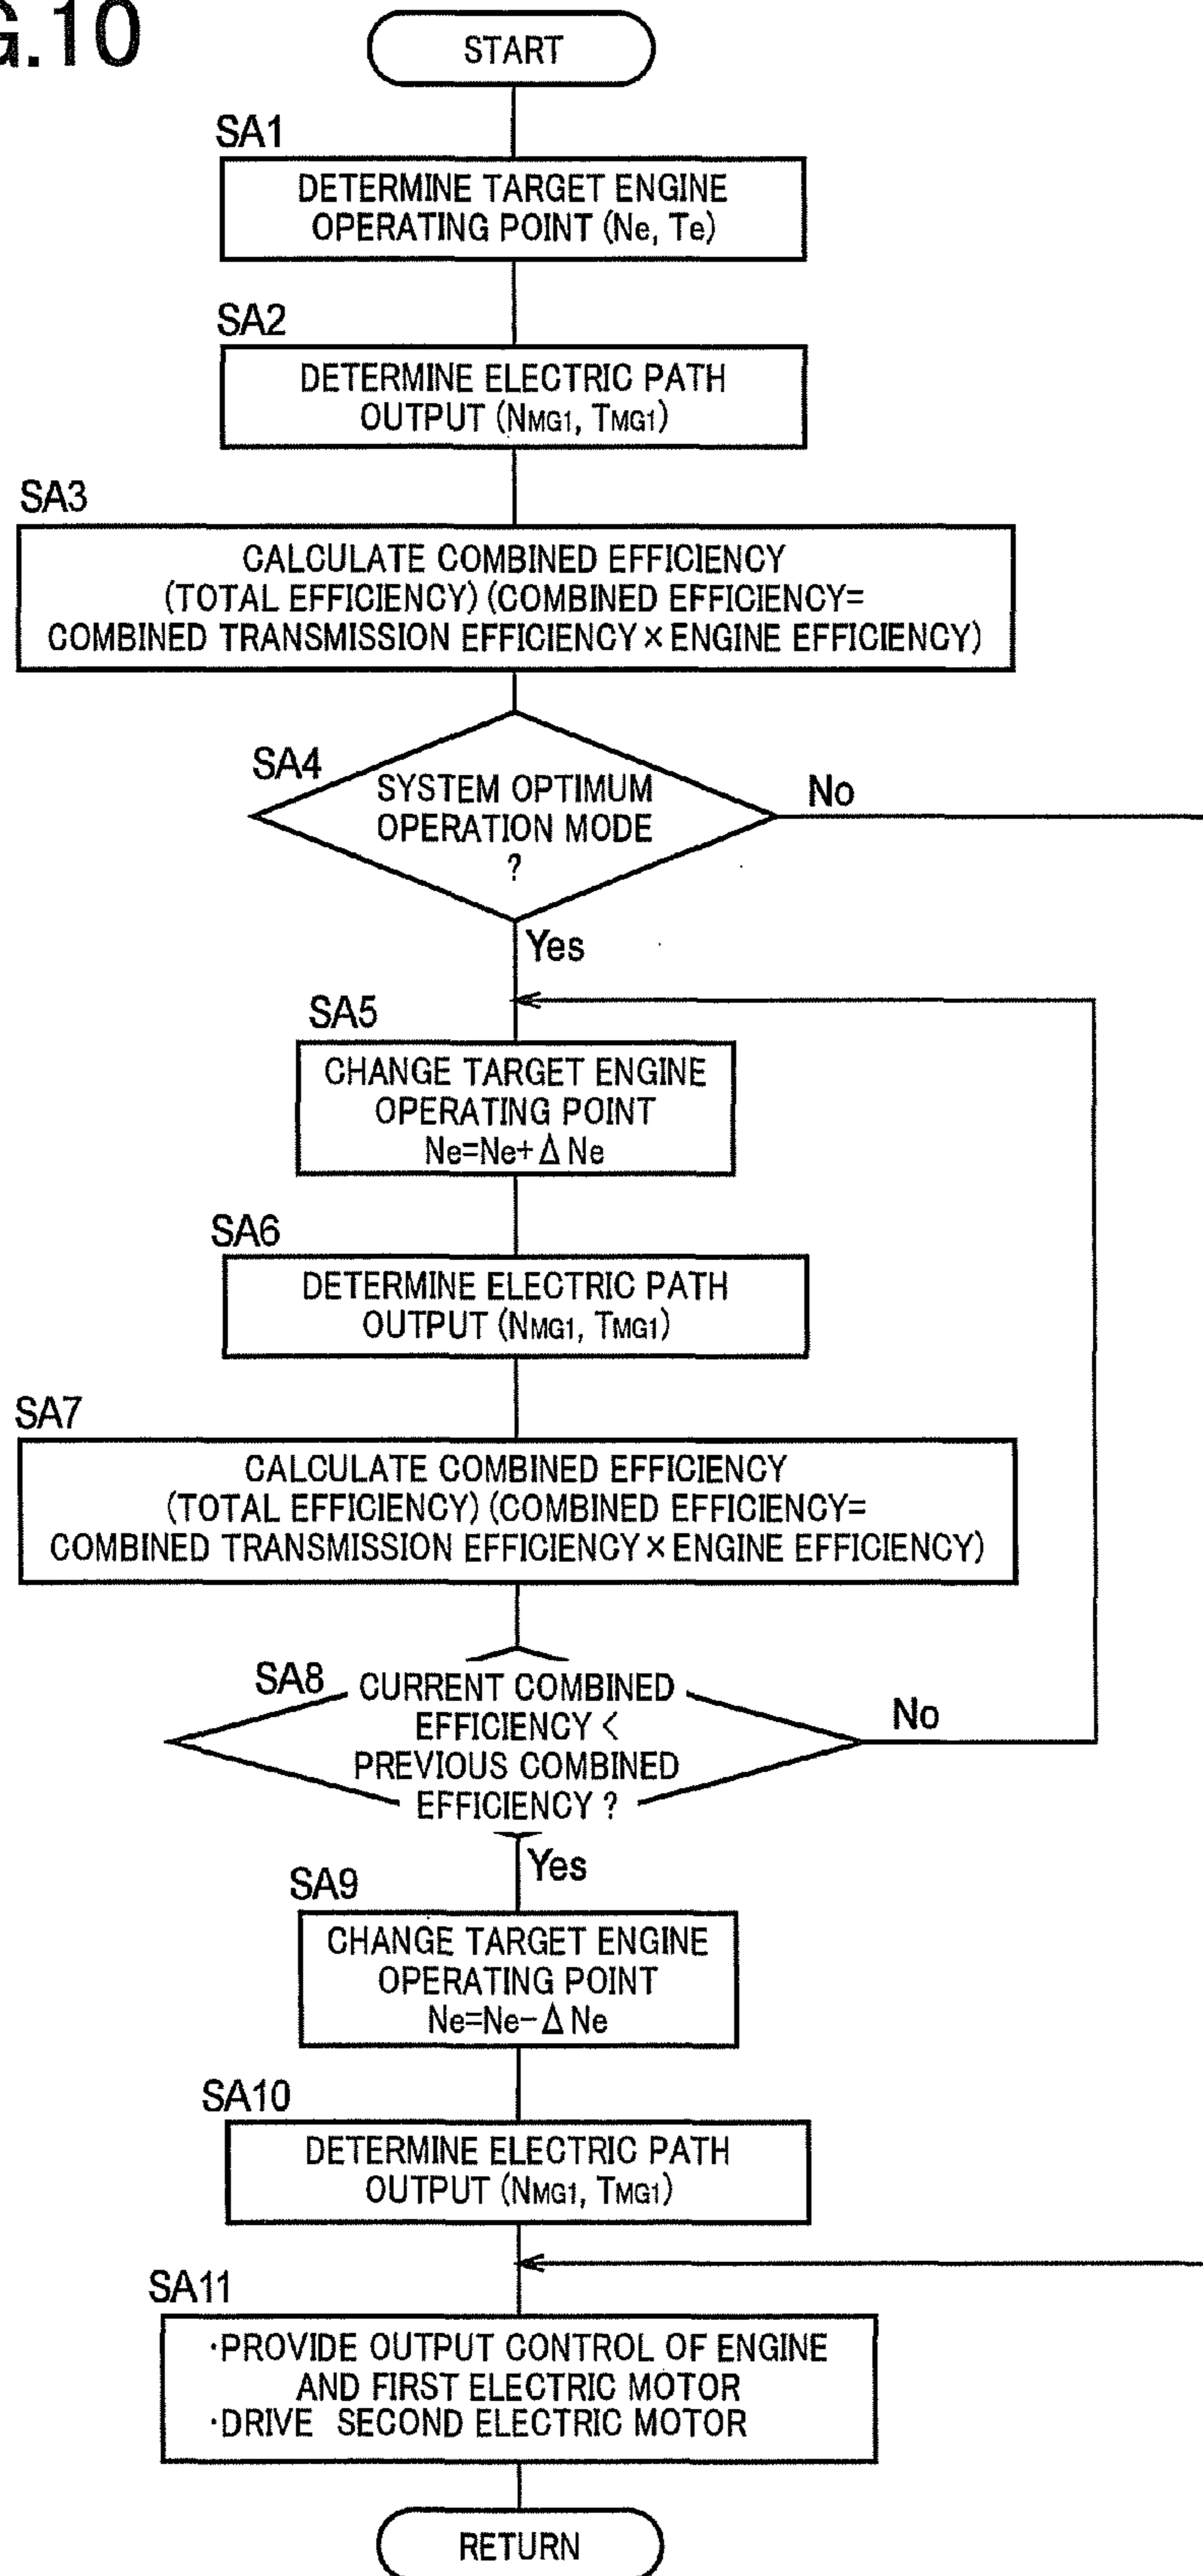 G.10
START
SA1
DETERMINE TARGET ENGINE
OPERATING POINT (Ne, Te)
SA2
DETERMINE ELECTRIC PATH
OUTPUT (NMG1, TMG1)
SA3
CALCULATE COMBINED EFFICIENCY
(TOTAL EFFICIENCY) (COMBINED EFFICIENCY=
COMBINED TRANSMISSION EFFICIENCY×ENGINE EFFICIENCY)
SA4
SYSTEM OPTIMUM
OPERATION MODE
?
No
Yes
SA5
CHANGE TARGET ENGINE
OPERATING POINT
Ne=Ne+Δ Ne
SA6
DETERMINE ELECTRIC PATH
OUTPUT (NMG1, TMG1)
SA7
CALCULATE COMBINED EFFICIENCY
(TOTAL EFFICIENCY) (COMBINED EFFICIENCY=
COMBINED TRANSMISSION EFFICIENCY×ENGINE EFFICIENCY)
SA8
CURRENT COMBINED
EFFICIENCY <
PREVIOUS COMBINED
EFFICIENCY ?
No
Yes
SA9
CHANGE TARGET ENGINE
OPERATING POINT
Ne=Ne-Δ Ne
SA10
DETERMINE ELECTRIC PATH
OUTPUT (NMG1, TMG1)
SA11
·PROVIDE OUTPUT CONTROL OF ENGINE
AND FIRST ELECTRIC MOTOR
·DRIVE SECOND ELECTRIC MOTOR
RETURN